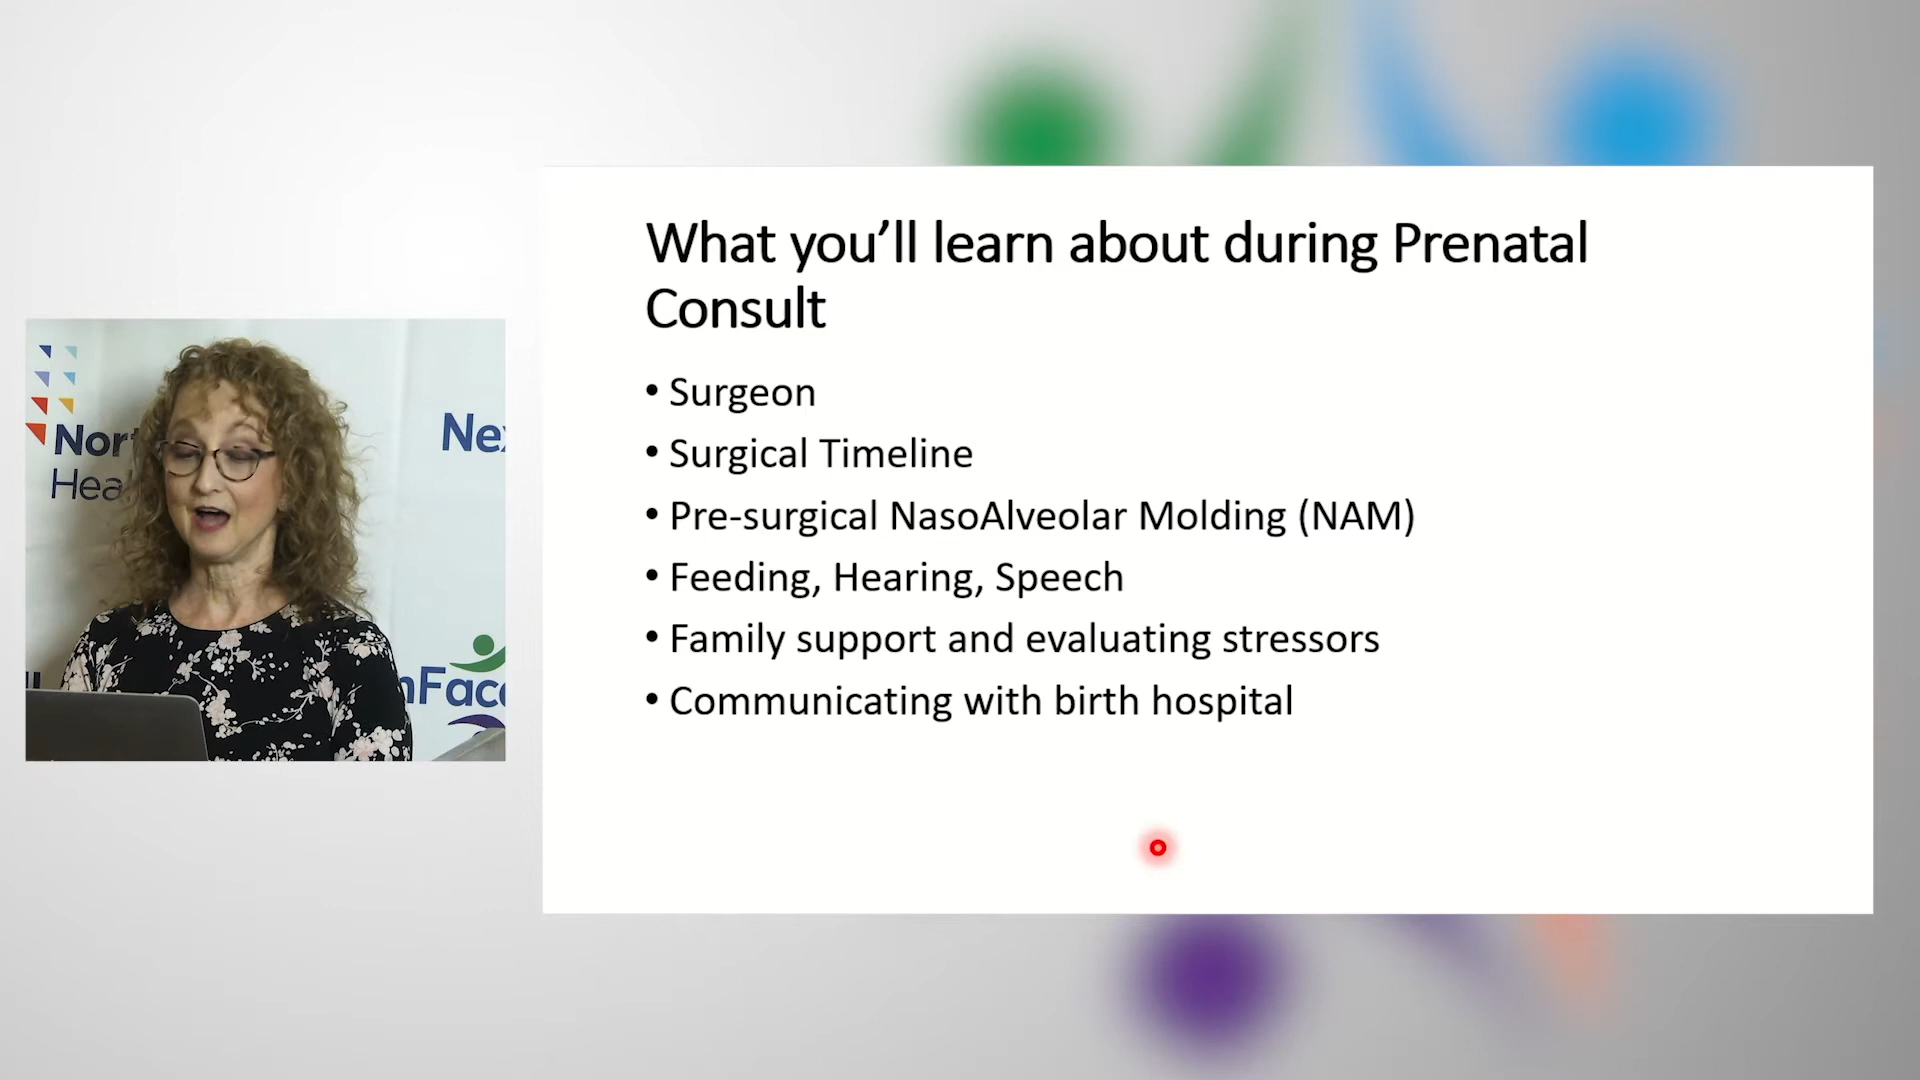 What you’ll learn about during Prenatal
Consult
• Surgeon
• Surgical Timeline
• Pre-surgical NasoAlveolar Molding (NAM)
• Feeding, Hearing, Speech
• Family support and evaluating stressors
• Communicating with birth hospital